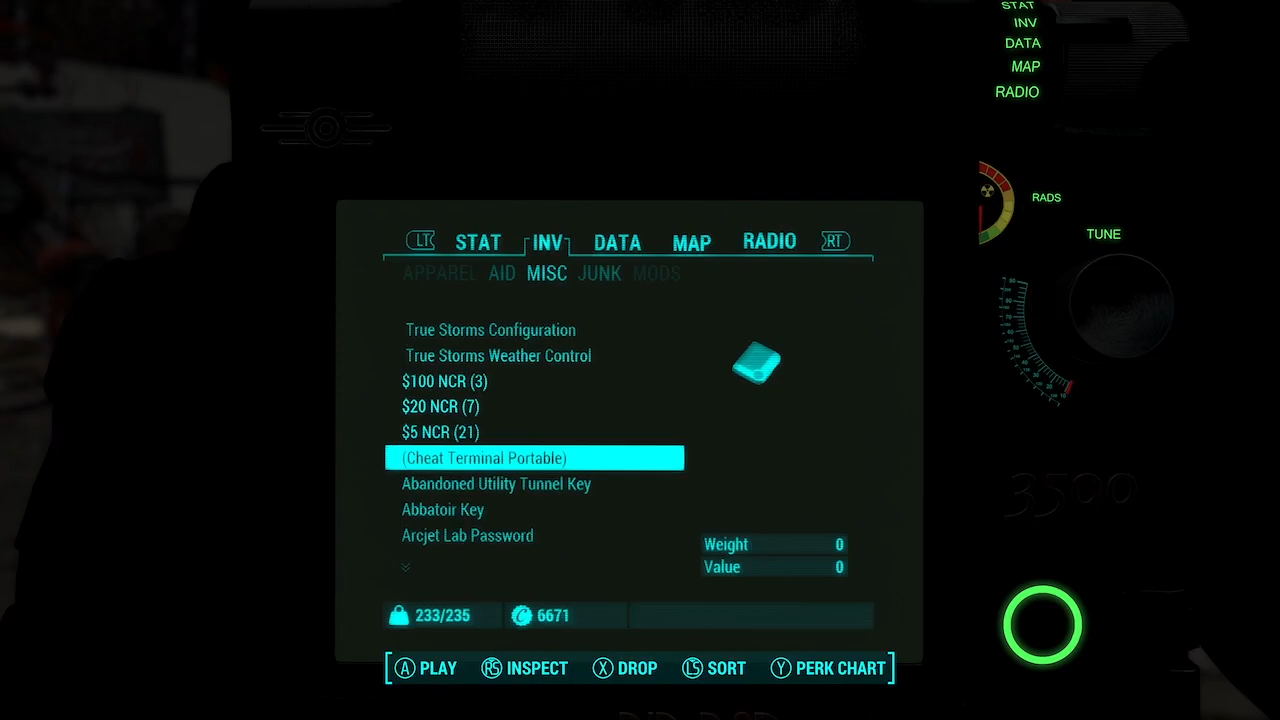 STAT
INV
DATA
MAP
RADIO
RADS
TUNE
LT STAT INV DATA MAP RADIO RT
APPAREL AID MISC JUNK MODS
True Storms Configuration
True Storms Weather Control
$100 NCR (3)
$20 NCR (7)
$5 NCR (21)
(Cheat Terminal Portable)
Abandoned Utility Tunnel Key
Abbatoir Key
Arcjet Lab Password
Weight 0
Value 0
233/235 6671
3500
A PLAY RS INSPECT X DROP LS SORT Y PERK CHART